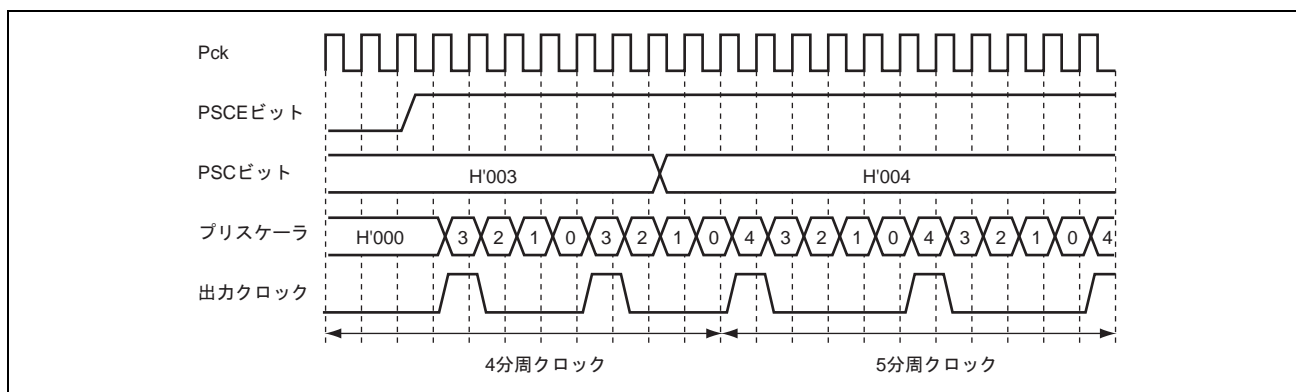 Pck
PSCEビット
PSCビット H'003 H'004
プリスケーラ H'000 3 2 1 0 3 2 1 0 4 3 2 1 0 4 3 2 1 0 4
出力クロック
4分周クロック 5分周クロック